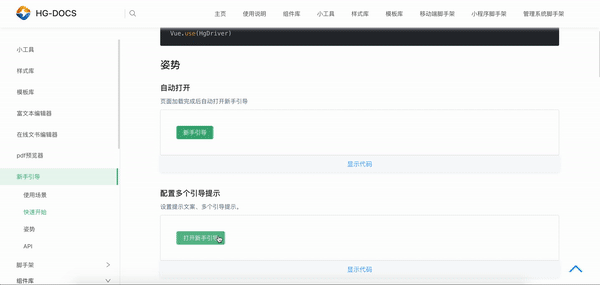 HG-DOCS
主页 使用说明 组件库 小工具 样式库 模板库 移动端脚手架 小程序脚手架 管理系统脚手架
小工具
样式库
模板库
富文本编辑器
在线文书编辑器
pdf预览器
新手引导
使用场景
快速开始
姿势
API
脚手架
组件库
Vue.use(HgDriver)
姿势
自动打开
页面加载完成后自动打开新手引导
新手引导
显示代码
配置多个引导提示
设置提示文案、多个引导提示。
打开新手引导
显示代码